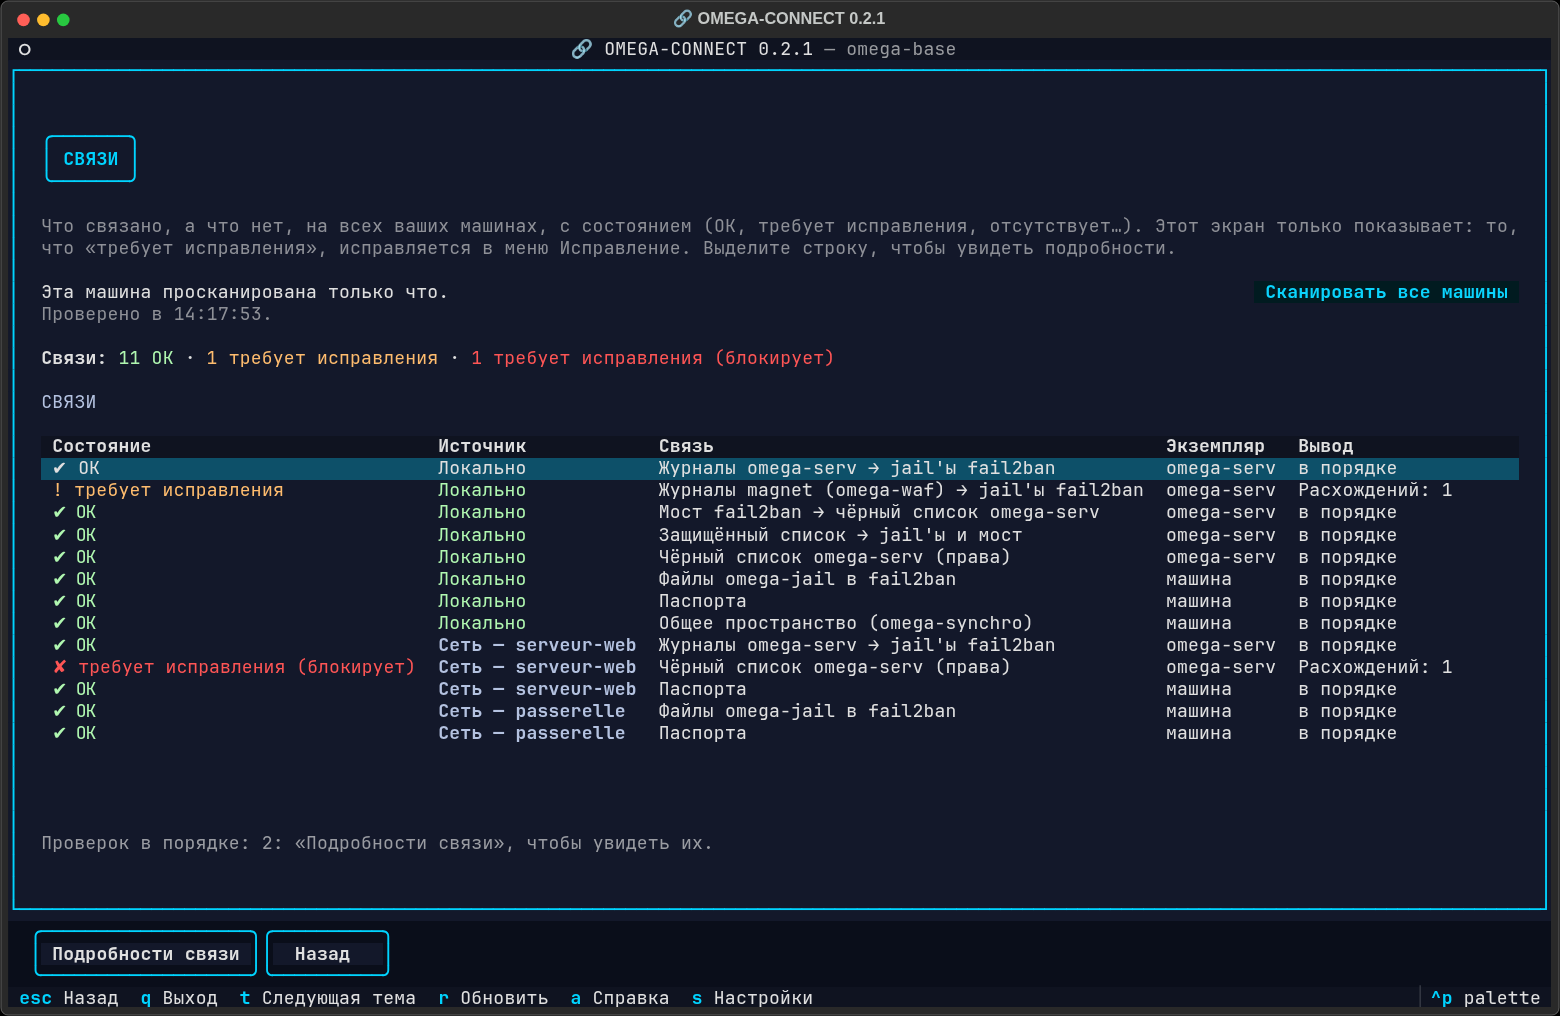 🔗 OMEGA-CONNECT 0.2.1
O 🔗 OMEGA-CONNECT 0.2.1 — omega-base
СВЯЗИ
Что связано, а что нет, на всех ваших машинах, с состоянием (ОК, требует исправления, отсутствует…). Этот экран только показывает: то,
что «требует исправления», исправляется в меню Исправление. Выделите строку, чтобы увидеть подробности.
Эта машина просканирована только что. Сканировать все машины
Проверено в 14:17:53.
Связи: 11 ОК · 1 требует исправления · 1 требует исправления (блокирует)
СВЯЗИ
Состояние Источник Связь Экземпляр Вывод
✔ ОК Локально Журналы omega-serv → jail'ы fail2ban omega-serv в порядке
! требует исправления Локально Журналы magnet (omega-waf) → jail'ы fail2ban omega-serv Расхождений: 1
✔ ОК Локально Мост fail2ban → чёрный список omega-serv omega-serv в порядке
✔ ОК Локально Защищённый список → jail'ы и мост omega-serv в порядке
✔ ОК Локально Чёрный список omega-serv (права) omega-serv в порядке
✔ ОК Локально Файлы omega-jail в fail2ban машина в порядке
✔ ОК Локально Паспорта машина в порядке
✔ ОК Локально Общее пространство (omega-synchro) машина в порядке
✔ ОК Сеть — serveur-web Журналы omega-serv → jail'ы fail2ban omega-serv в порядке
✘ требует исправления (блокирует) Сеть — serveur-web Чёрный список omega-serv (права) omega-serv Расхождений: 1
✔ ОК Сеть — serveur-web Паспорта машина в порядке
✔ ОК Сеть — passerelle Файлы omega-jail в fail2ban машина в порядке
✔ ОК Сеть — passerelle Паспорта машина в порядке
Проверок в порядке: 2: «Подробности связи», чтобы увидеть их.
Подробности связи Назад
esc Назад q Выход t Следующая тема r Обновить a Справка s Настройки ^p palette